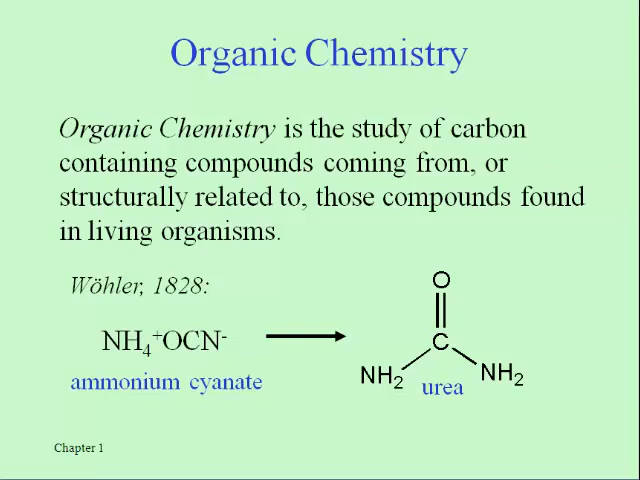 Organic Chemistry
Organic Chemistry is the study of carbon
containing compounds coming from, or
structurally related to, those compounds found
in living organisms.
Wöhler, 1828:
NH₄⁺OCN⁻
ammonium cyanate
O
C
NH₂
NH₂
urea
Chapter 1